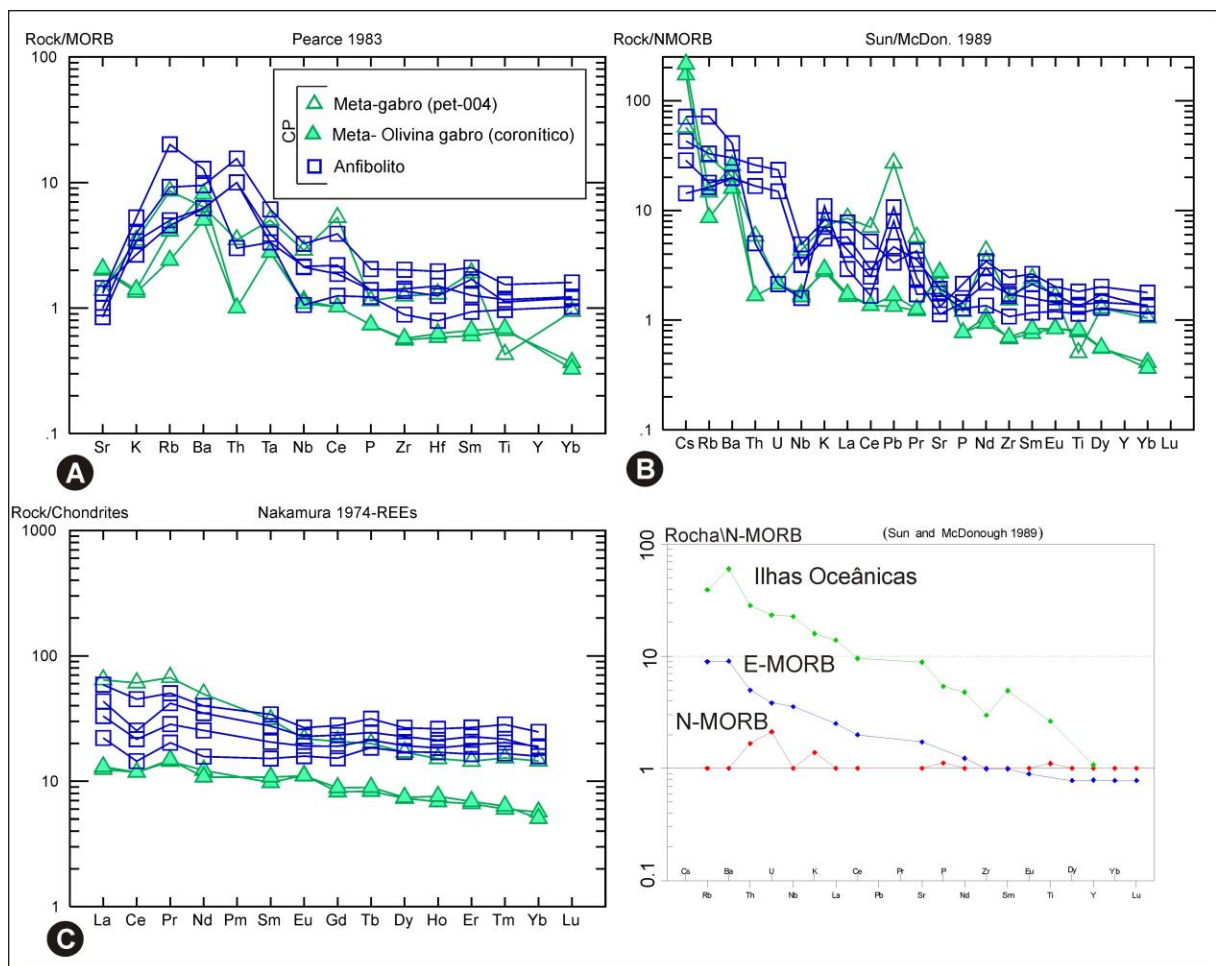 Rock/MORB Pearce 1983
100
10
1
.1
CP
Meta-gabro (pet-004)
Meta- Olivina gabro (coronítico)
Anfibolito
Sr K Rb Ba Th Ta Nb Ce P Zr Hf Sm Ti Y Yb
A
Rock/NMORB Sun/McDon. 1989
100
10
1
.1
Cs Rb Ba Th U Nb K La Ce Pb Pr Sr P Nd Zr Sm Eu Ti Dy Y Yb Lu
B
Rock/Chondrites Nakamura 1974-REEs
1000
100
10
1
La Ce Pr Nd Pm Sm Eu Gd Tb Dy Ho Er Tm Yb Lu
C
Rocha\N-MORB (Sun and McDonough 1989)
100
10
1
0.1
Ilhas Oceânicas
E-MORB
N-MORB
Cs Ba U K Ce Pr P Zr Eu Dy Yb
Rb Th Nb La Pb Sr Nd Sm Ti Y Lu